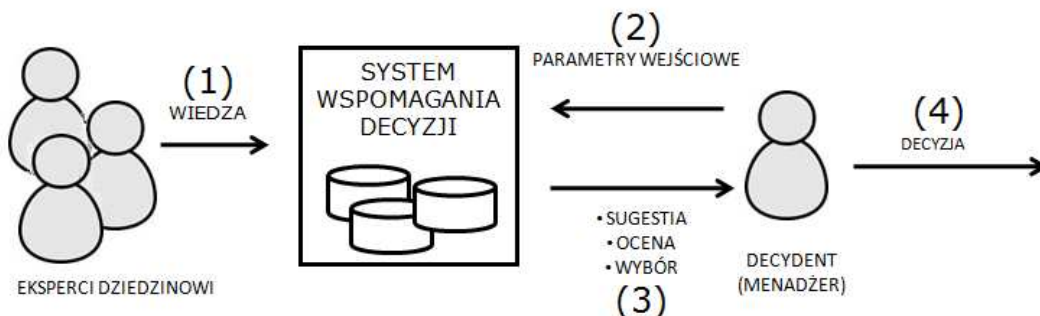 (1)
WIEDZA
EKSPERCI DZIEDZINOWI
SYSTEM
WSPOMAGANIA
DECYZJI
(2)
PARAMETRY WEJŚCIOWE
• SUGESTIA
• OCENA
• WYBÓR
(3)
DECYDENT
(MENADŻER)
(4)
DECYZJA